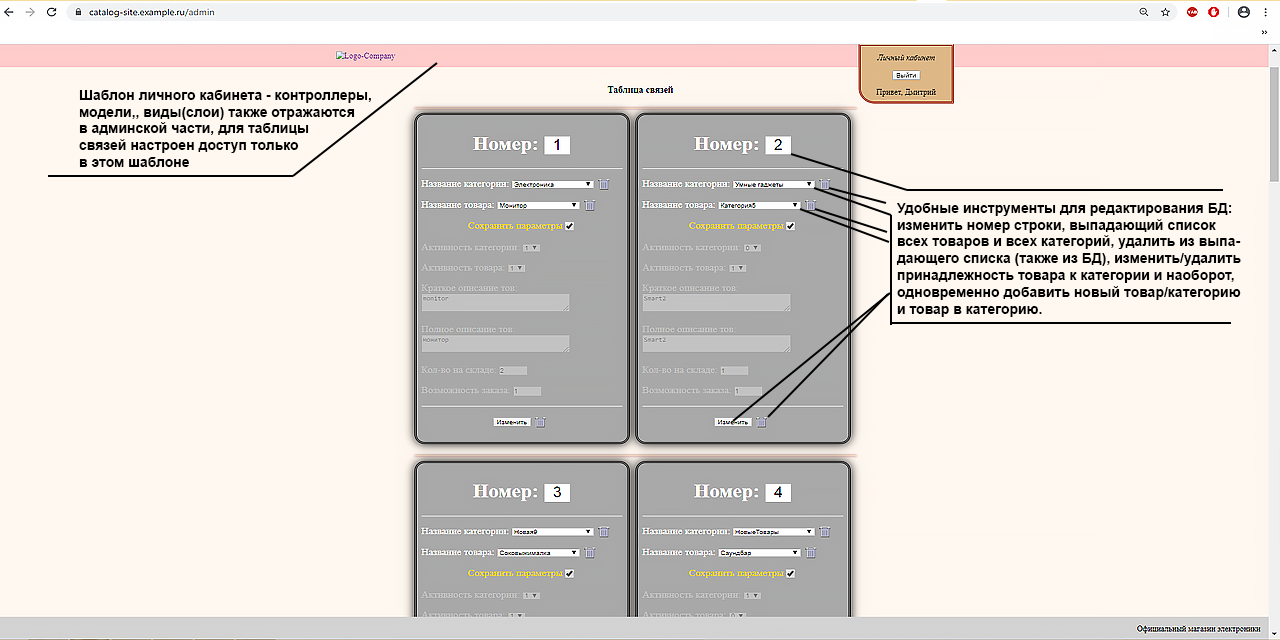 catalog-site.example.ru/admin
Logo-Company
Личный кабинет
Выйти
Привет, Дмитрий
Шаблон личного кабинета - контроллеры,
модели,, виды(слои) также отражаются
в админской части, для таблицы
связей настроен доступ только
в этом шаблоне
Таблица связей
Номер: 1
Название категории: Электроника
Название товара: Монитор
Сохранить параметры
Активность категории: 1
Активность товара: 1
Краткое описание тов:
monitor
Полное описание тов:
монитор
Кол-во на складе: 2
Возможность заказа: 1
Изменить
Номер: 2
Название категории: Умные гаджеты
Название товара: Категория5
Сохранить параметры
Активность категории: 0
Активность товара: 1
Краткое описание тов:
Smart2
Полное описание тов:
Smart2
Кол-во на складе: 1
Возможность заказа: 1
Изменить
Удобные инструменты для редактирования БД:
изменить номер строки, выпадающий список
всех товаров и всех категорий, удалить из выпа-
дающего списка (также из БД), изменить/удалить
принадлежность товара к категории и наоборот,
одновременно добавить новый товар/категорию
и товар в категорию.
Номер: 3
Название категории: Новаяй
Название товара: Соковыжималка
Сохранить параметры
Активность категории: 1
Активность товара: 1
Номер: 4
Название категории: НовыеТовары
Название товара: Саундбар
Сохранить параметры
Активность категории: 1
Активность товара: 0
Официальный магазин электроники